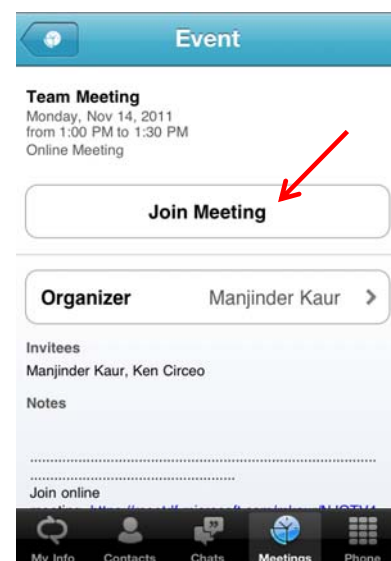 Event
Team Meeting
Monday, Nov 14, 2011
from 1:00 PM to 1:30 PM
Online Meeting
Join Meeting
Organizer Manjinder Kaur
Invitees
Manjinder Kaur, Ken Circeo
Notes
................................................................................
................................................
Join online
My Info Contacts Chats Meetings Phone